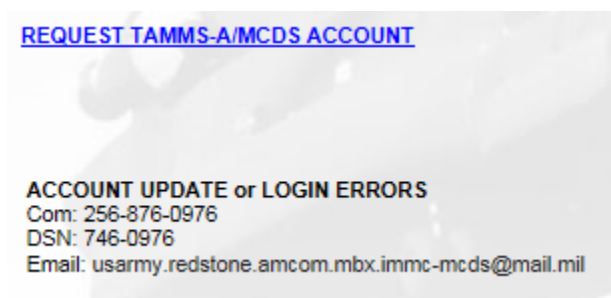 REQUEST TAMMS-A/MCDS ACCOUNT
ACCOUNT UPDATE or LOGIN ERRORS
Com: 256-876-0976
DSN: 746-0976
Email: usarmy.redstone.amcom.mbx.immc-mcds@mail.mil